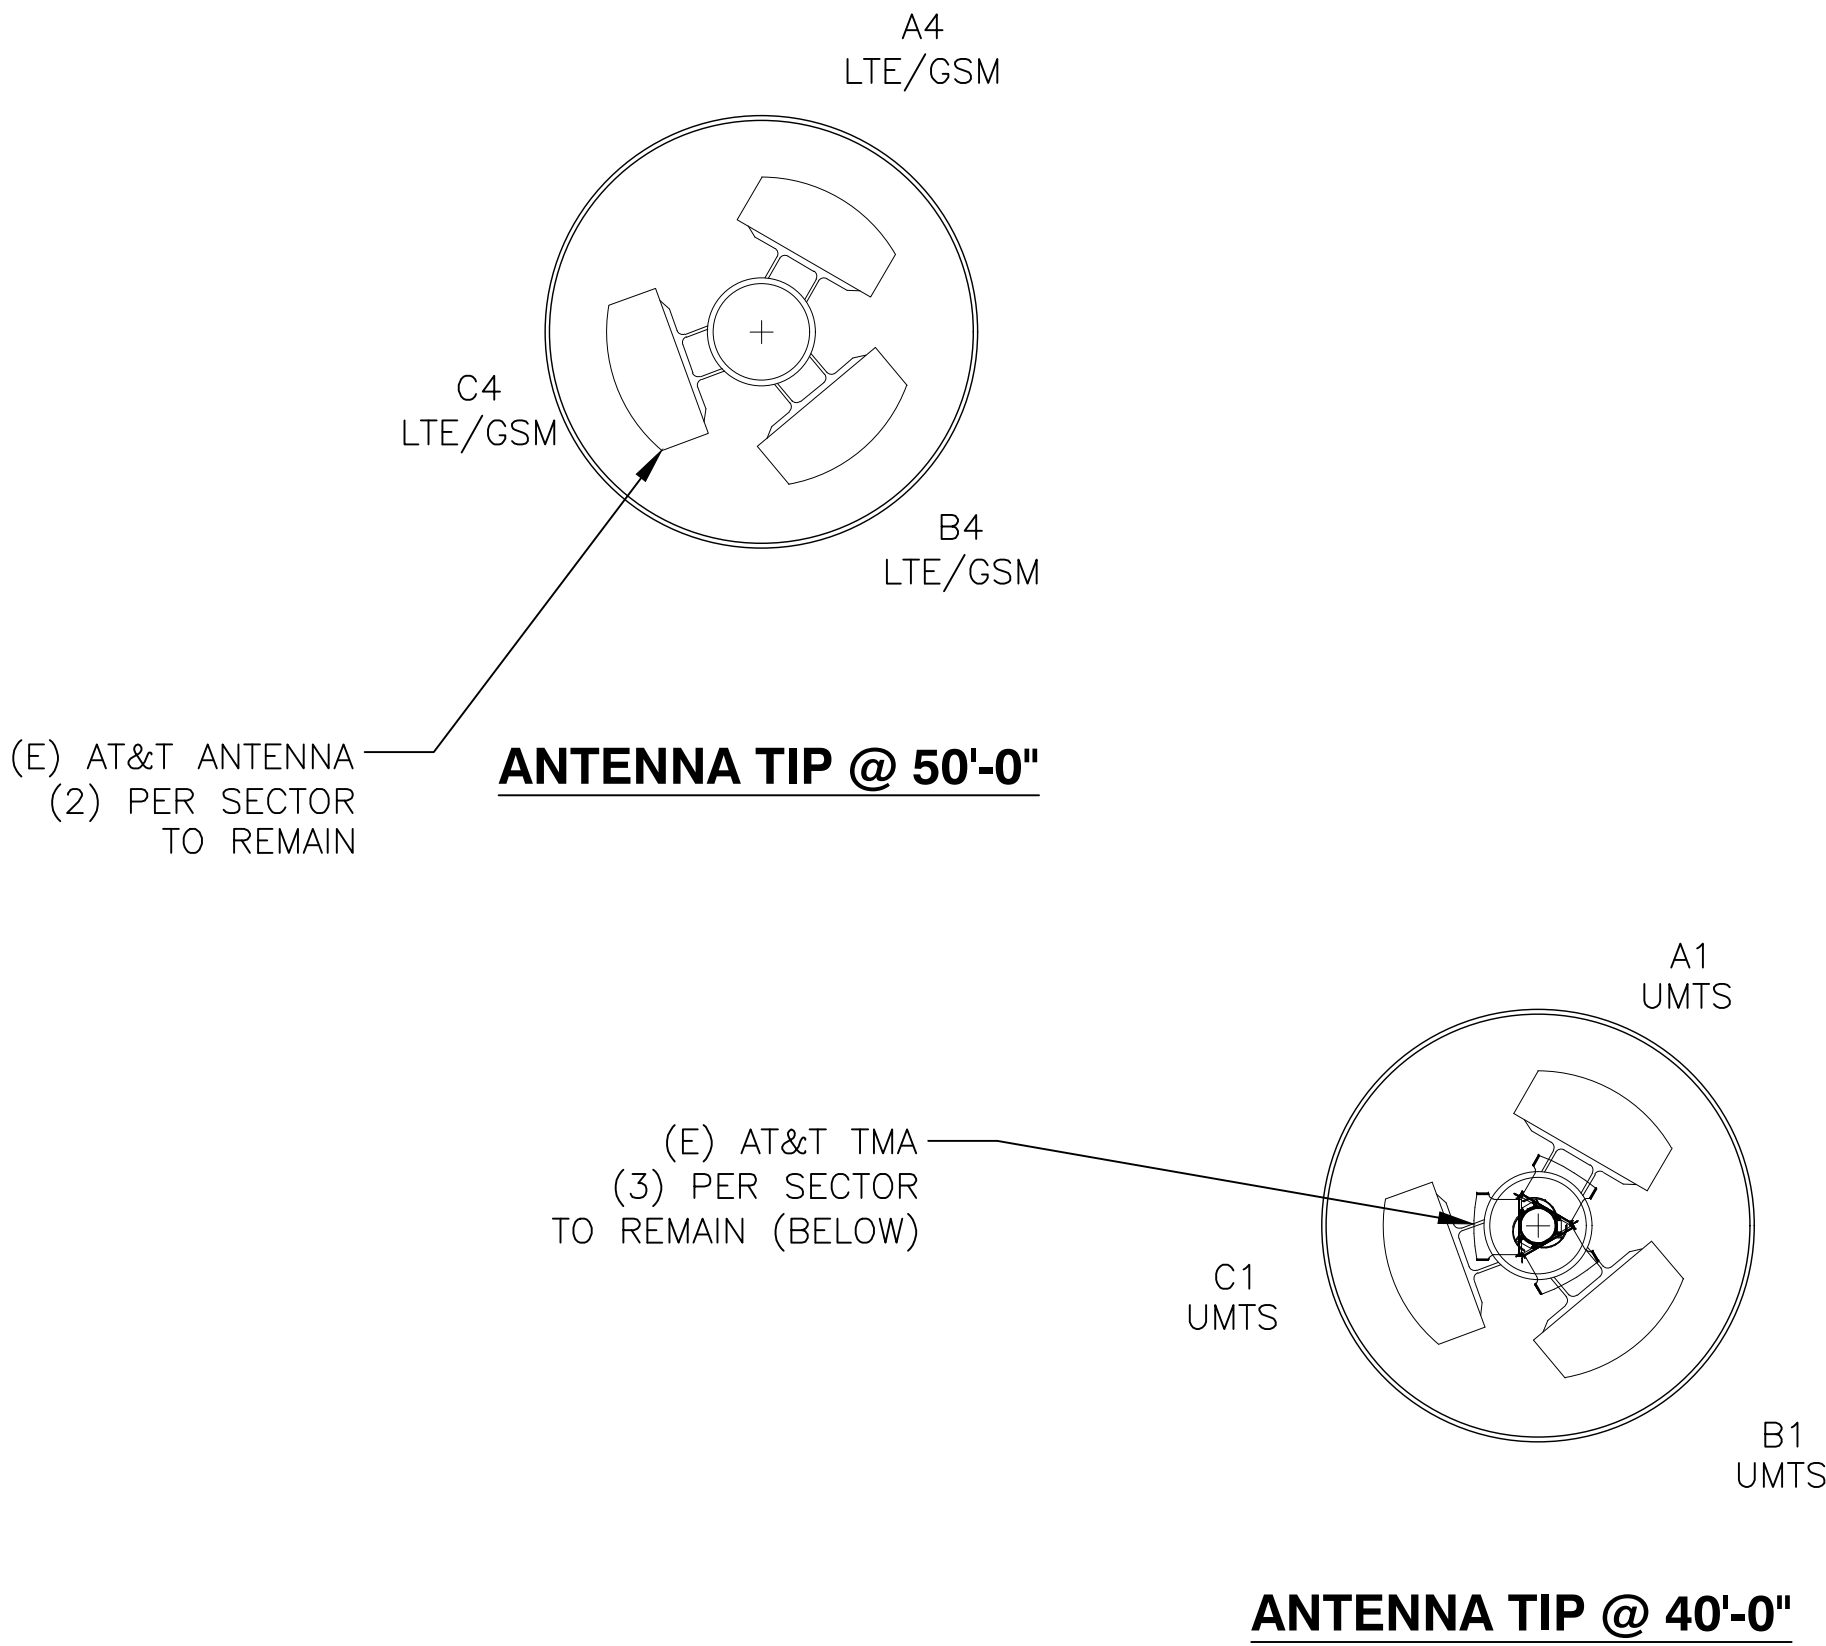 A4
LTE/GSM
C4
LTE/GSM
B4
LTE/GSM
(E) AT&T ANTENNA
(2) PER SECTOR
TO REMAIN
ANTENNA TIP @ 50'-0"
A1
UMTS
(E) AT&T TMA
(3) PER SECTOR
TO REMAIN (BELOW)
C1
UMTS
B1
UMTS
ANTENNA TIP @ 40'-0"